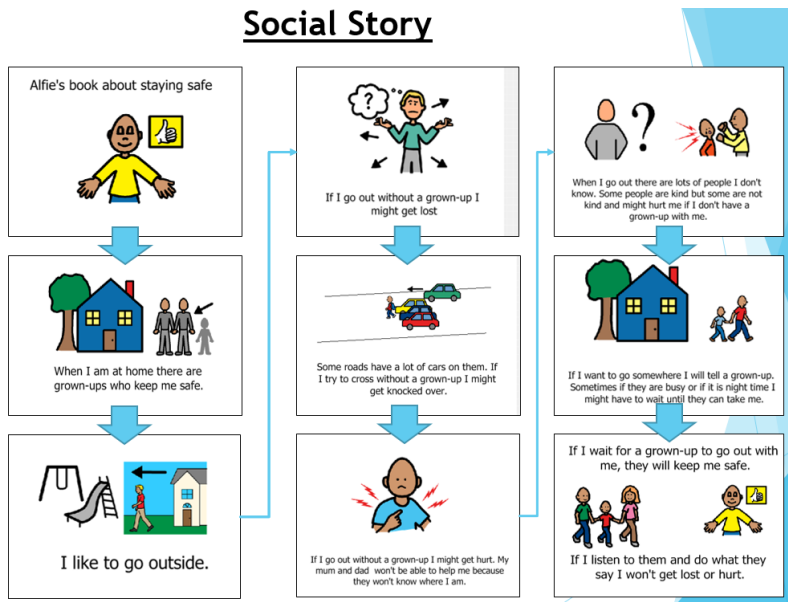 Social Story
Alfie's book about staying safe
When I am at home there are
grown-ups who keep me safe.
I like to go outside.
?
If I go out without a grown-up I
might get lost
Some roads have a lot of cars on them. If
I try to cross without a grown-up I might
get knocked over.
If I go out without a grown-up I might get hurt. My
mum and dad  won't be able to help me because
they won't know where I am.
?
When I go out there are lots of people I don't
know. Some people are kind but some are not
kind and might hurt me if I don't have a
grown-up with me.
If I want to go somewhere I will tell a grown-up.
Sometimes if they are busy or if it is night time I
might have to wait until they can take me.
If I wait for a grown-up to go out with
me, they will keep me safe.
If I listen to them and do what they
say I won't get lost or hurt.